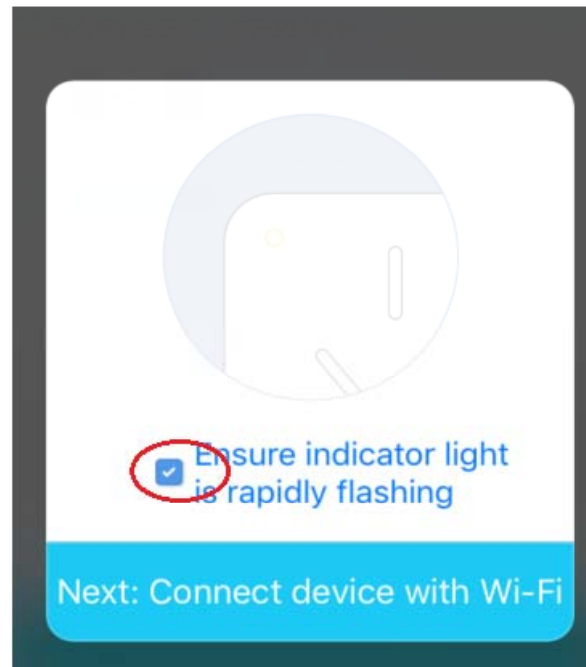 Ensure indicator light
is rapidly flashing
Next: Connect device with Wi-Fi